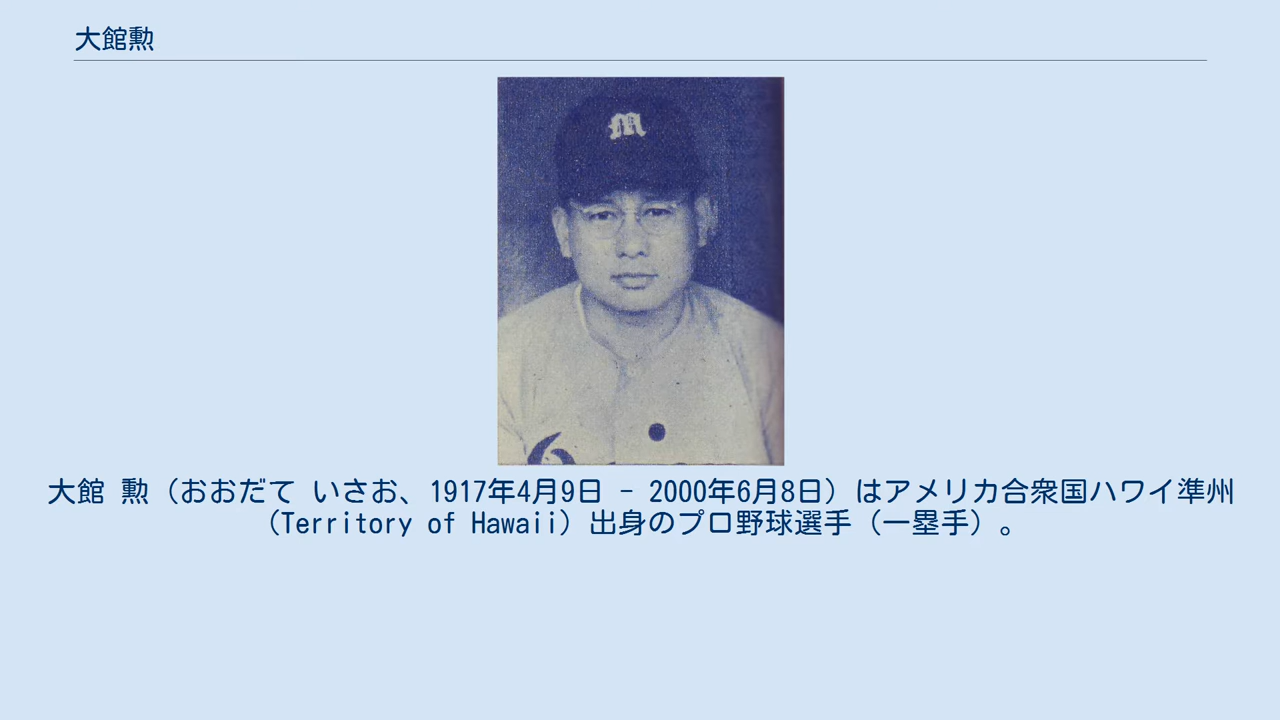 大館勲
M
大館 勲（おおだて いさお、1917年4月9日 - 2000年6月8日）はアメリカ合衆国ハワイ準州
（Territory of Hawaii）出身のプロ野球選手（一塁手）。